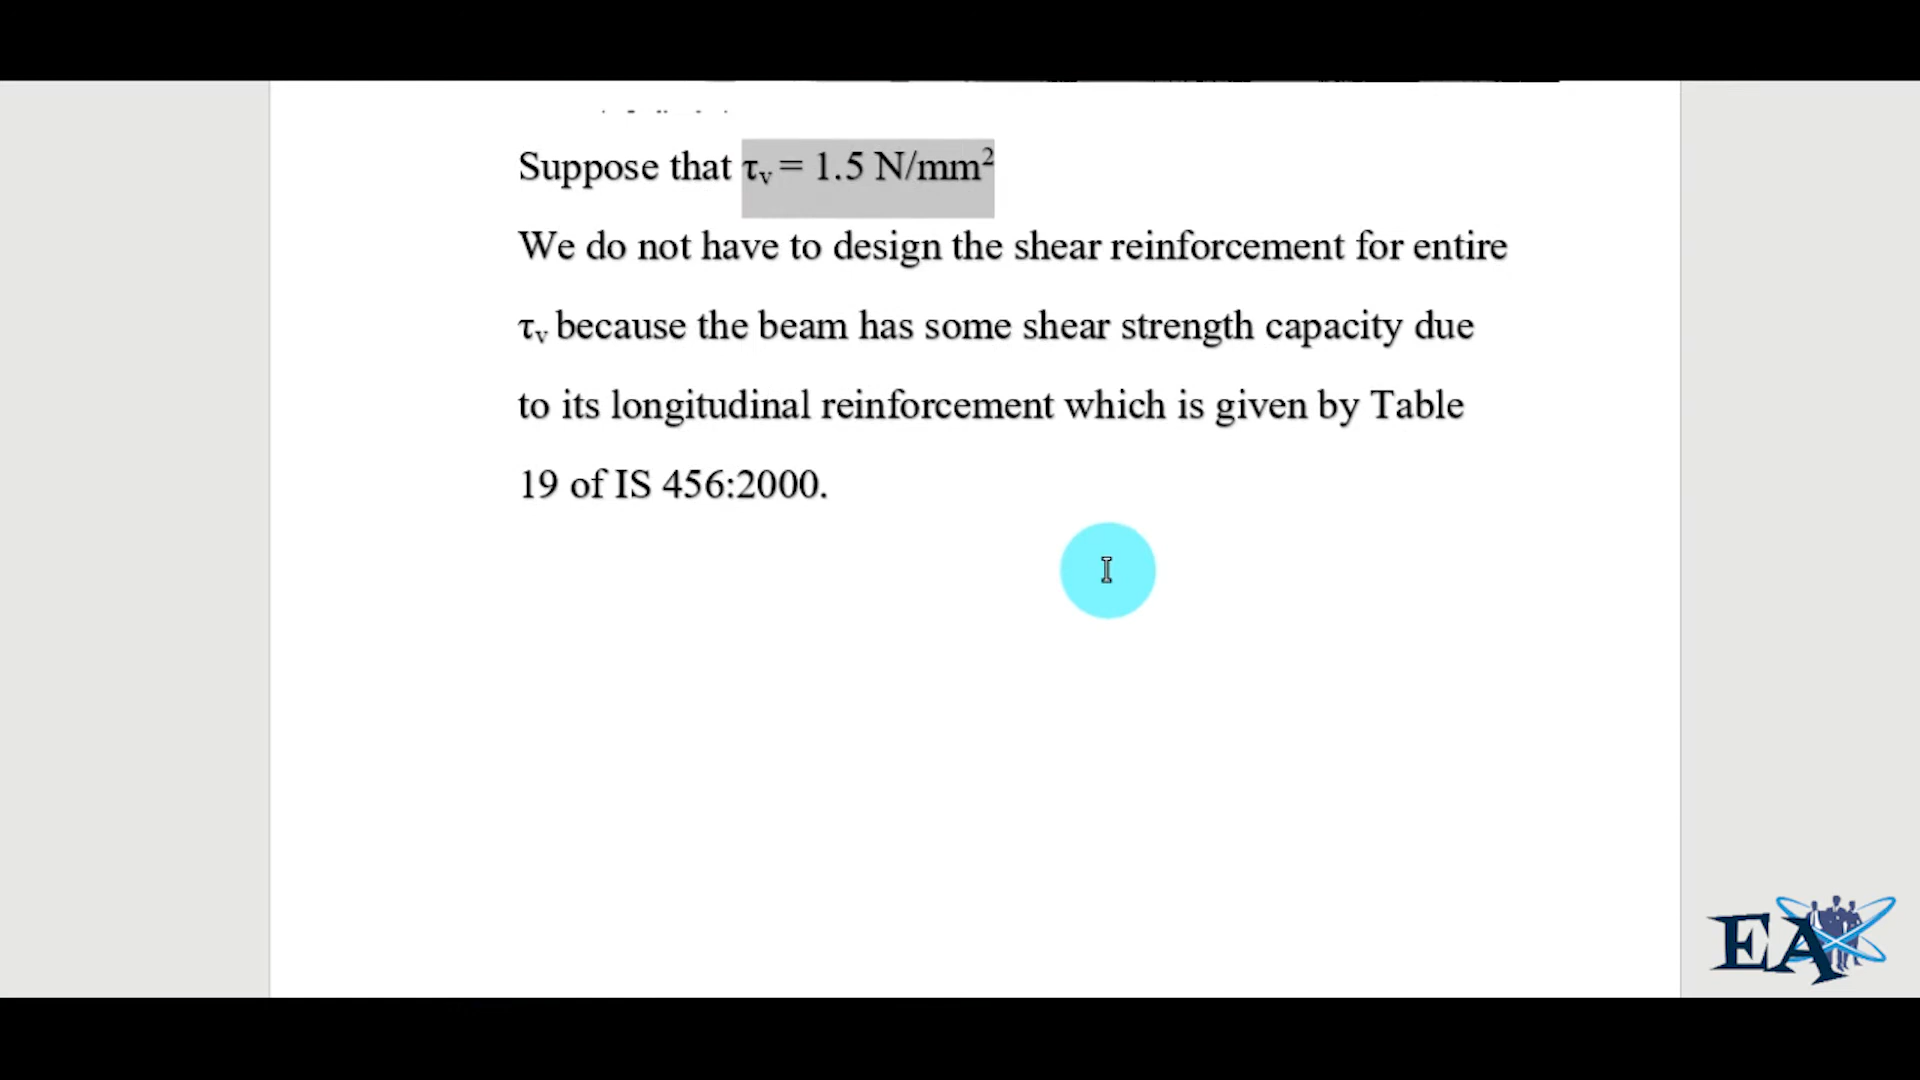 Suppose that τᵥ = 1.5 N/mm²
We do not have to design the shear reinforcement for entire
τᵥ because the beam has some shear strength capacity due
to its longitudinal reinforcement which is given by Table
19 of IS 456:2000.
EA